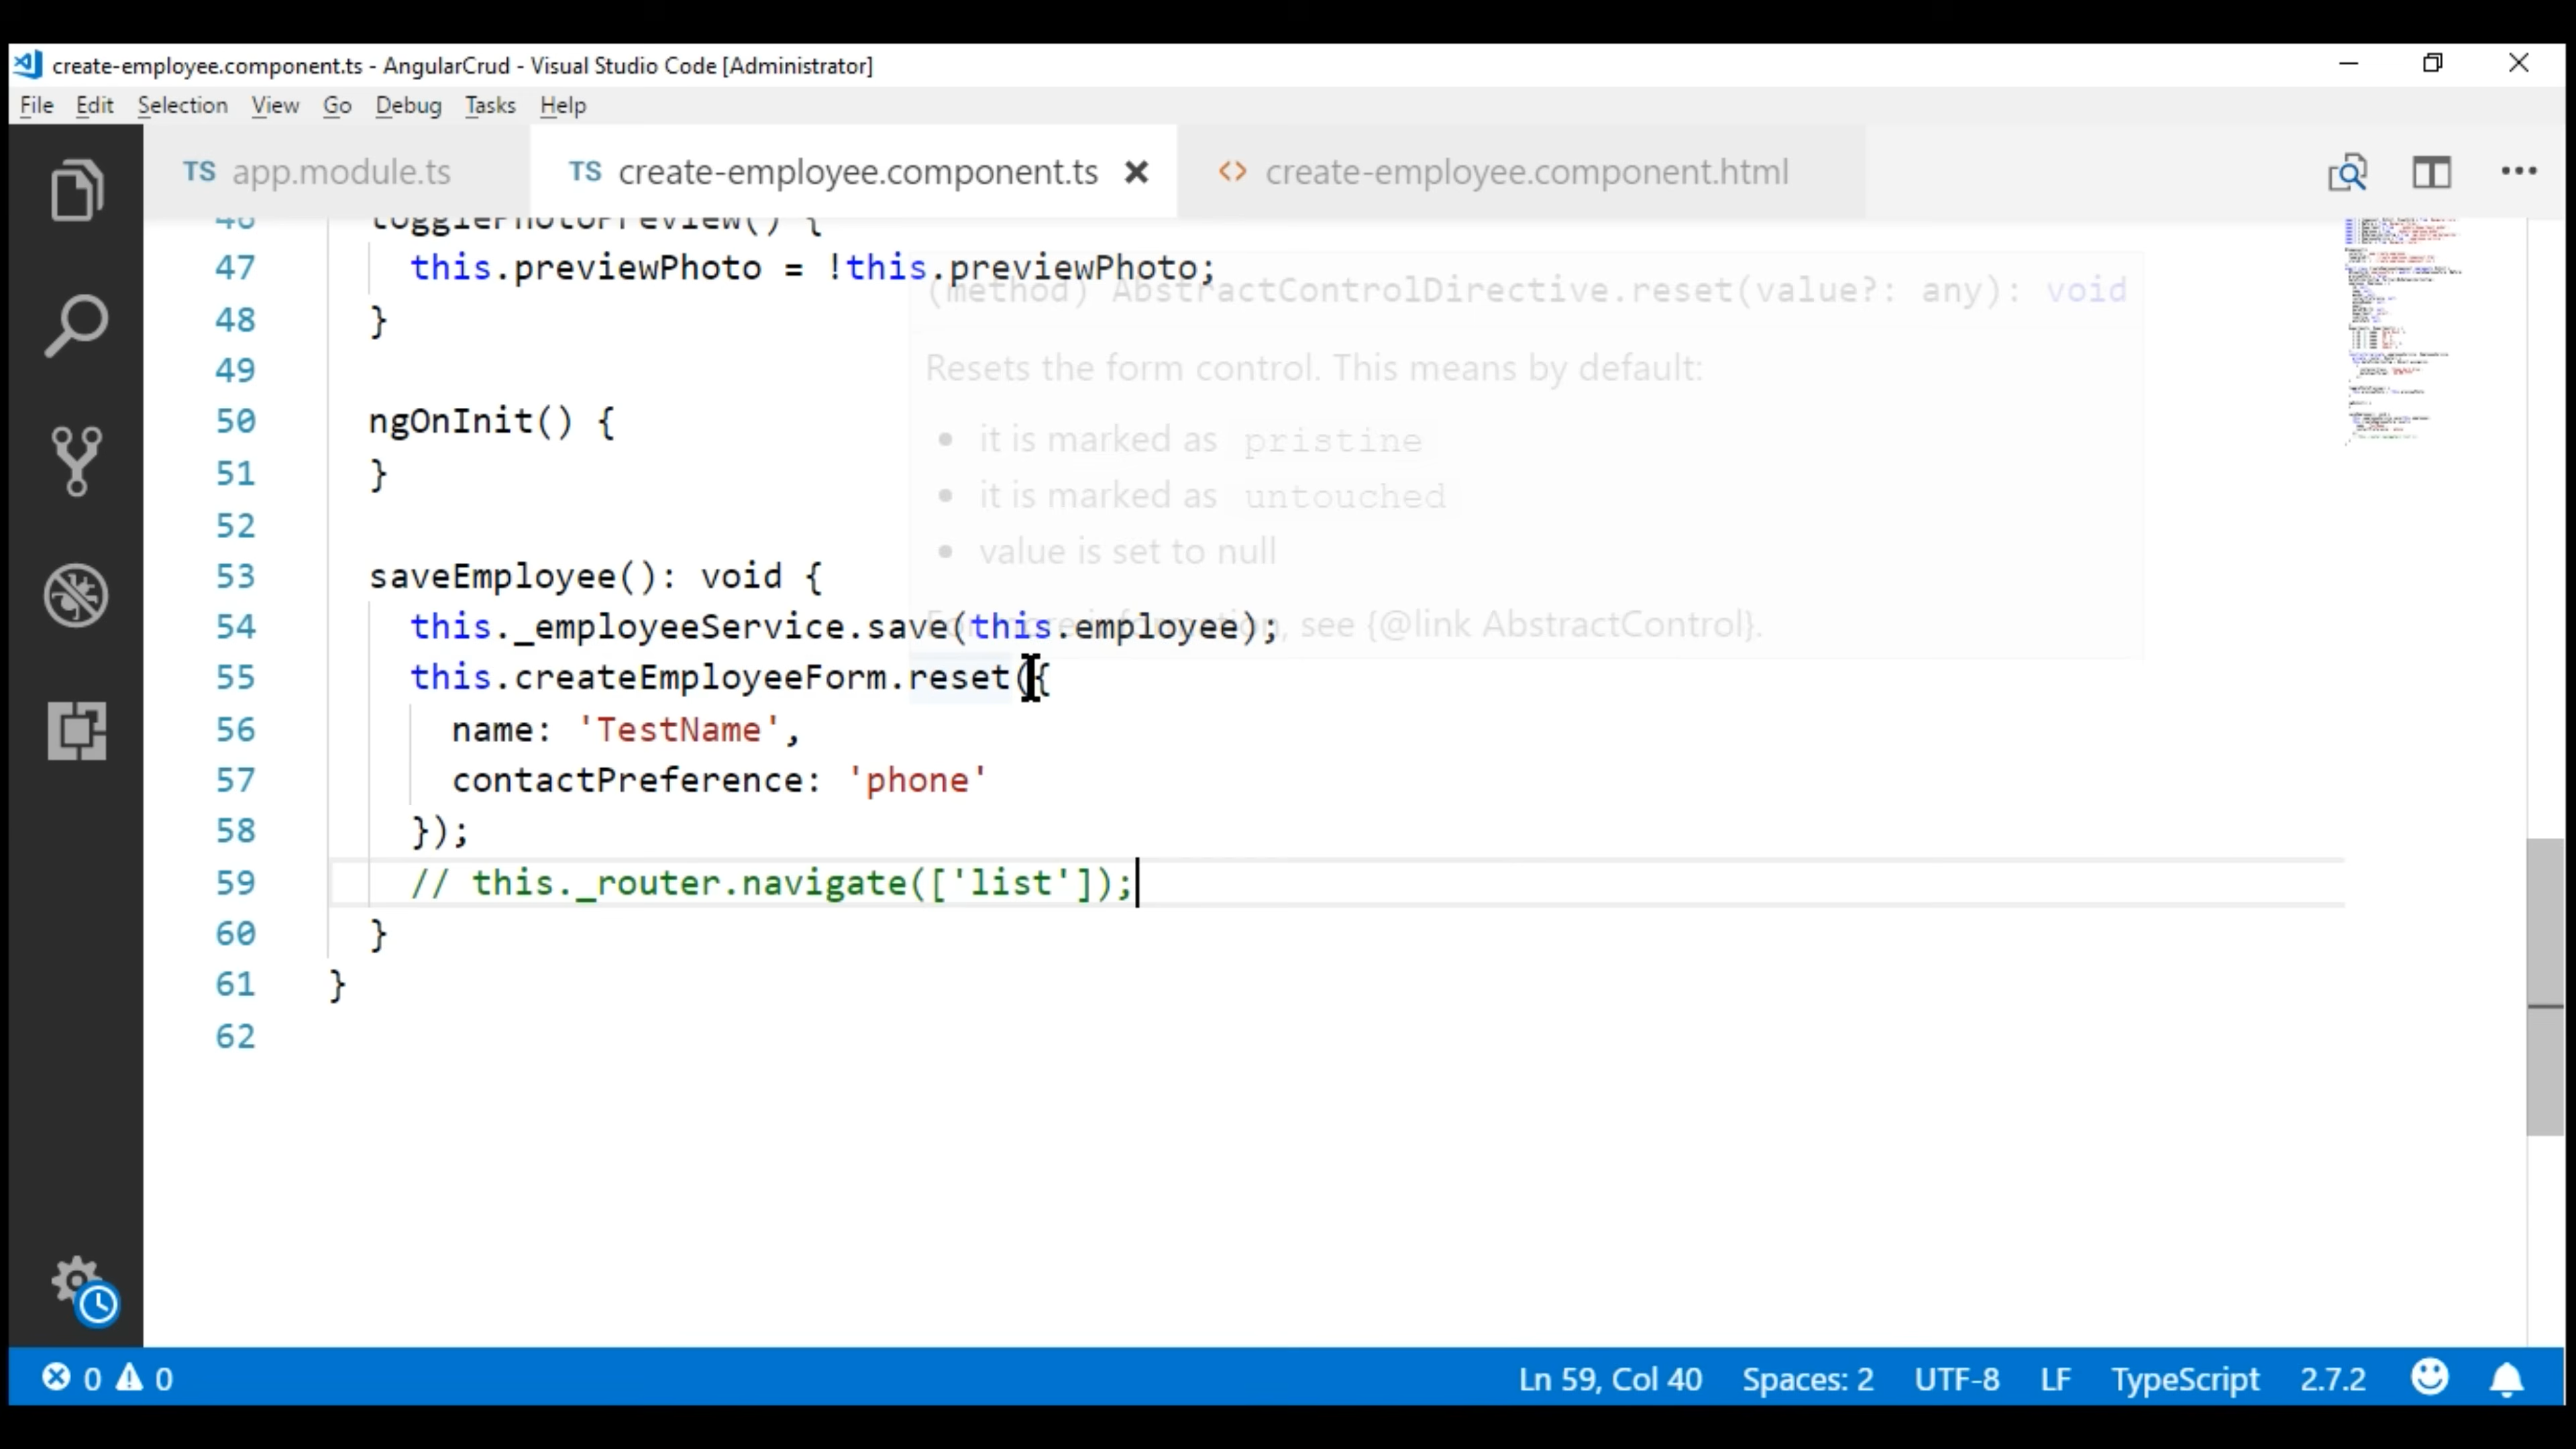 create-employee.component.ts - AngularCrud - Visual Studio Code [Administrator]
File Edit Selection View Go Debug Tasks Help
TS app.module.ts TS create-employee.component.ts create-employee.component.html
46 togglePhotoPreview() {
47 this.previewPhoto = !this.previewPhoto;
(method) AbstractControlDirective.reset(value?: any): void
48 }
49 Resets the form control. This means by default:
50 ngOnInit() {
• it is marked as pristine
51 }
• it is marked as untouched
52
• value is set to null
53 saveEmployee(): void {
54 this._employeeService.save(this.employee);
For more information, see {@link AbstractControl}.
55 this.createEmployeeForm.reset({
56 name: 'TestName',
57 contactPreference: 'phone'
58 });
59 // this._router.navigate(['list']);
60 }
61 }
62
0 0 Ln 59, Col 40 Spaces: 2 UTF-8 LF TypeScript 2.7.2